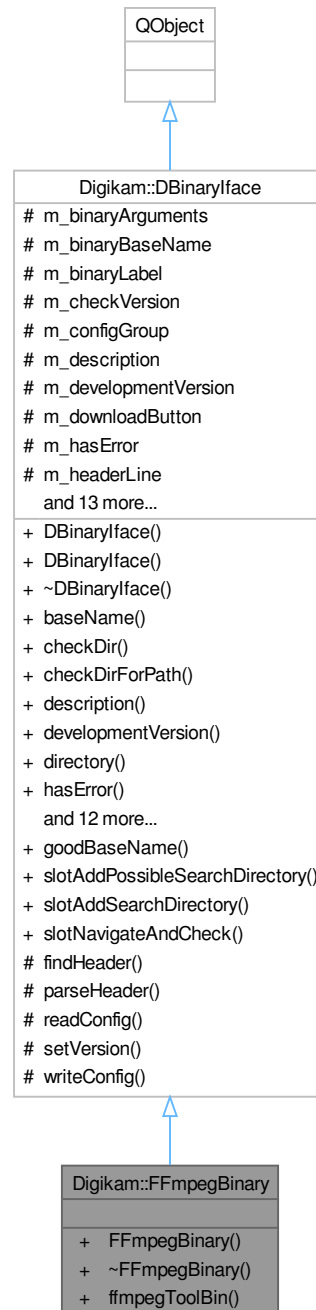 QObject
Digikam::DBinaryIface
# m_binaryArguments
# m_binaryBaseName
# m_binaryLabel
# m_checkVersion
# m_configGroup
# m_description
# m_developmentVersion
# m_downloadButton
# m_hasError
# m_headerLine
and 13 more...
+ DBinaryIface()
+ DBinaryIface()
+ ~DBinaryIface()
+ baseName()
+ checkDir()
+ checkDirForPath()
+ description()
+ developmentVersion()
+ directory()
+ hasError()
and 12 more...
+ goodBaseName()
+ slotAddPossibleSearchDirectory()
+ slotAddSearchDirectory()
+ slotNavigateAndCheck()
# findHeader()
# parseHeader()
# readConfig()
# setVersion()
# writeConfig()
Digikam::FFmpegBinary
+ FFmpegBinary()
+ ~FFmpegBinary()
+ ffmpegToolBin()